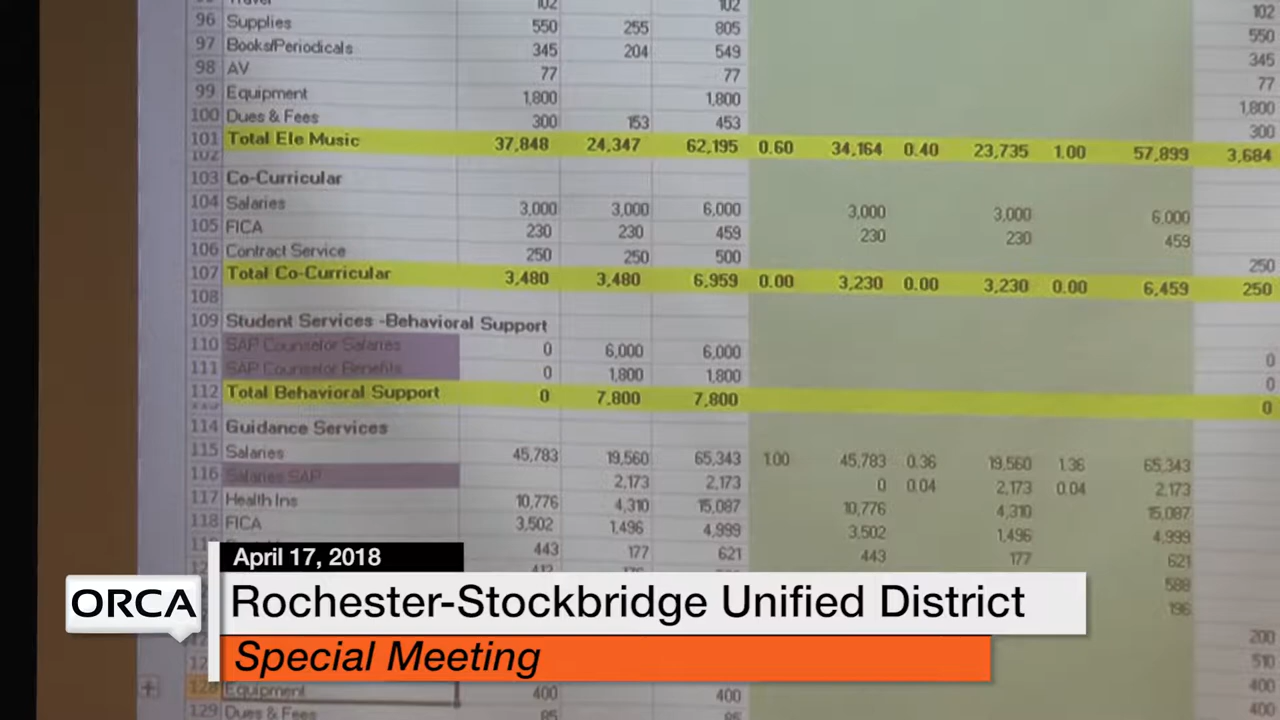 102 102 102
96 Supplies 550 255 805 550
97 Books/Periodicals 345 204 549 345
98 AV 77 77 77
99 Equipment 1,800 1,800 1,800
100 Dues & Fees 300 153 453 300
101 Total Ele Music 37,848 24,347 62,195 0.60 34,164 0.40 23,735 1.00 57,899 3,684
102
103 Co-Curricular
104 Salaries 3,000 3,000 6,000 3,000 3,000 6,000
105 FICA 230 230 459 230 230 459
106 Contract Service 250 250 500 250
107 Total Co-Curricular 3,480 3,480 6,959 0.00 3,230 0.00 3,230 0.00 6,459 250
108
109 Student Services -Behavioral Support
110 SAP Counselor Salaries 0 6,000 6,000 0
111 SAP Counselor Benefits 0 1,800 1,800 0
112 Total Behavioral Support 0 7,800 7,800 0
114 Guidance Services
115 Salaries 45,783 19,560 65,343 1.00 45,783 0.36 19,560 1.36 65,343
116 Salaries SAP 2,173 2,173 0 0.04 2,173 0.04 2,173
117 Health Ins 10,776 4,310 15,087 10,776 4,310 15,087
118 FICA 3,502 1,496 4,999 3,502 1,496 4,999
443 177 621 443 177 621
588
196
April 17, 2018
ORCA
Rochester-Stockbridge Unified District
Special Meeting
200
510
128 Equipment 400 400 400
129 Dues & Fees 400